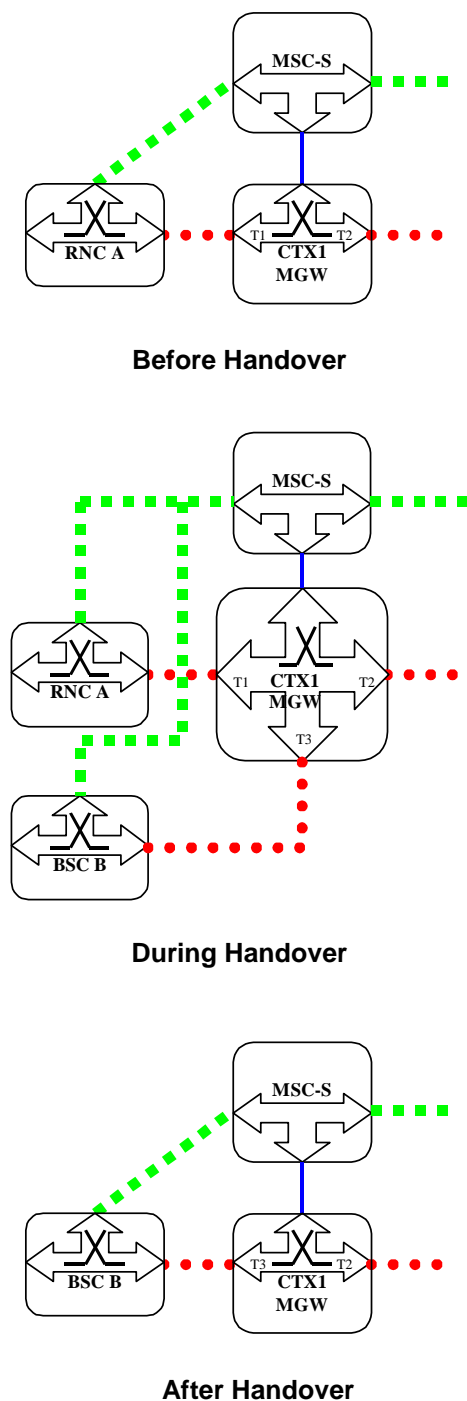 MSC-S
RNC A
T1
T2
CTX1
MGW
Before Handover
MSC-S
RNC A
T1
CTX1
T2
MGW
T3
BSC B
During Handover
MSC-S
BSC B
T3
T2
CTX1
MGW
After Handover